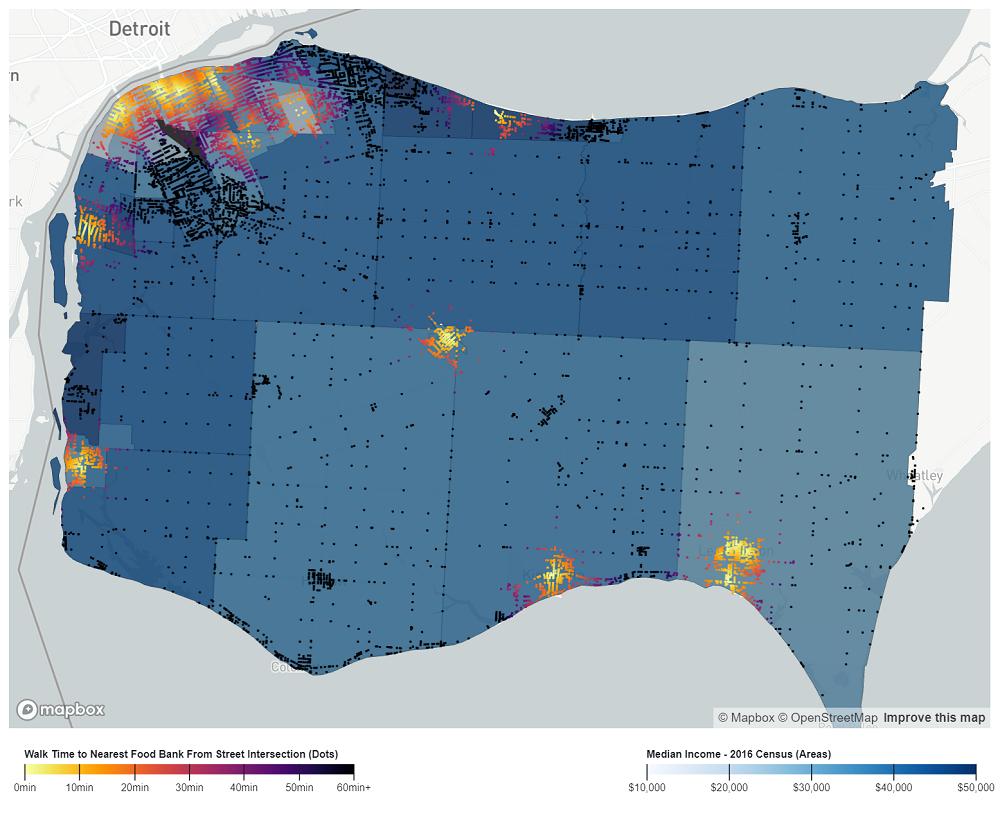 Detroit
n
rk
Wheatley
mapbox
© Mapbox © OpenStreetMap Improve this map
Walk Time to Nearest Food Bank From Street Intersection (Dots)
0min 10min 20min 30min 40min 50min 60min+
Median Income - 2016 Census (Areas)
$10,000 $20,000 $30,000 $40,000 $50,000